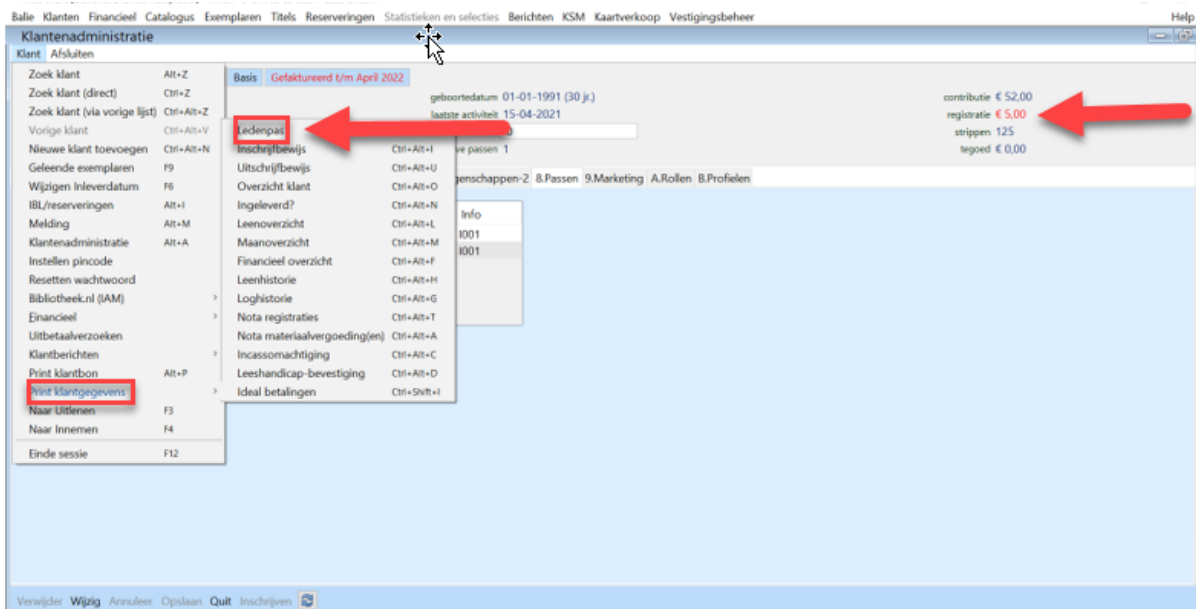 Balie Klanten Financieel Catalogus Exemplaren Titels Reserveringen Statistieken en selecties Berichten KSM Kaartverkoop Vestigingsbeheer Help
Klantenadministratie
Klant Afsluiten
Zoek klant Alt+Z
Zoek klant (direct) Ctrl+Z
Zoek klant (via vorige lijst) Ctrl+Alt+Z
Vorige klant Ctrl+Alt+V
Nieuwe klant toevoegen Ctrl+Alt+N
Geleende exemplaren F9
Wijzigen Inleverdatum F6
IBL/reserveringen Alt+I
Melding Alt+M
Klantenadministratie Alt+A
Instellen pincode
Resetten wachtwoord
Bibliotheek.nl (IAM) >
Financieel >
Uitbetaalverzoeken
Klantberichten >
Print klantbon Alt+P
Print klantgegevens >
Naar Uitlenen F3
Naar Innemen F4
Einde sessie F12
Ledenpas
Inschrijfbewijs Ctrl+Alt+I
Uitschrijfbewijs Ctrl+Alt+U
Overzicht klant Ctrl+Alt+O
Ingeleverd? Ctrl+Alt+N
Leenoverzicht Ctrl+Alt+L
Maanoverzicht Ctrl+Alt+M
Financieel overzicht Ctrl+Alt+F
Leenhistorie Ctrl+Alt+H
Loghistorie Ctrl+Alt+G
Nota registraties Ctrl+Alt+T
Nota materiaalvergoeding(en) Ctrl+Alt+A
Incassomachtiging Ctrl+Alt+C
Leeshandicap-bevestiging Ctrl+Alt+D
Ideal betalingen Ctrl+Shift+I
Basis Gefaktureerd t/m April 2022
geboortedatum 01-01-1991 (30 jr.)
laatste activiteit 15-04-2021
0
ve passen 1
contributie € 52,00
registratie € 5,00
strippen 125
tegoed € 0,00
genschappen-2 8.Passen 9.Marketing A.Rollen B.Profielen
Info
I001
I001
Verwijder Wijzig Annuleer Opslaan Quit Inschrijven